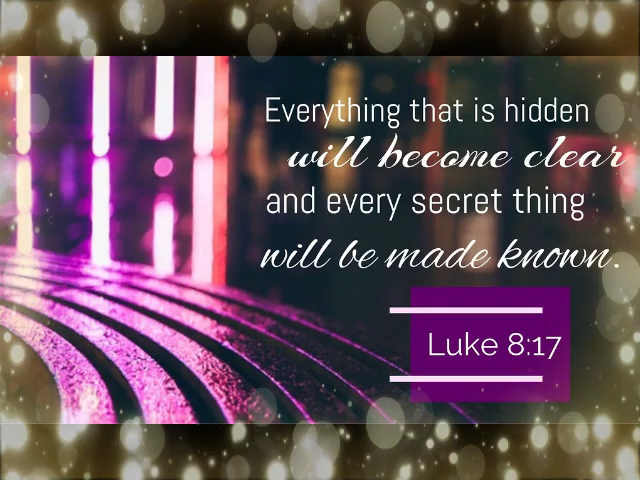 Everything that is hidden
will become clear
and every secret thing
will be made known.
Luke 8:17